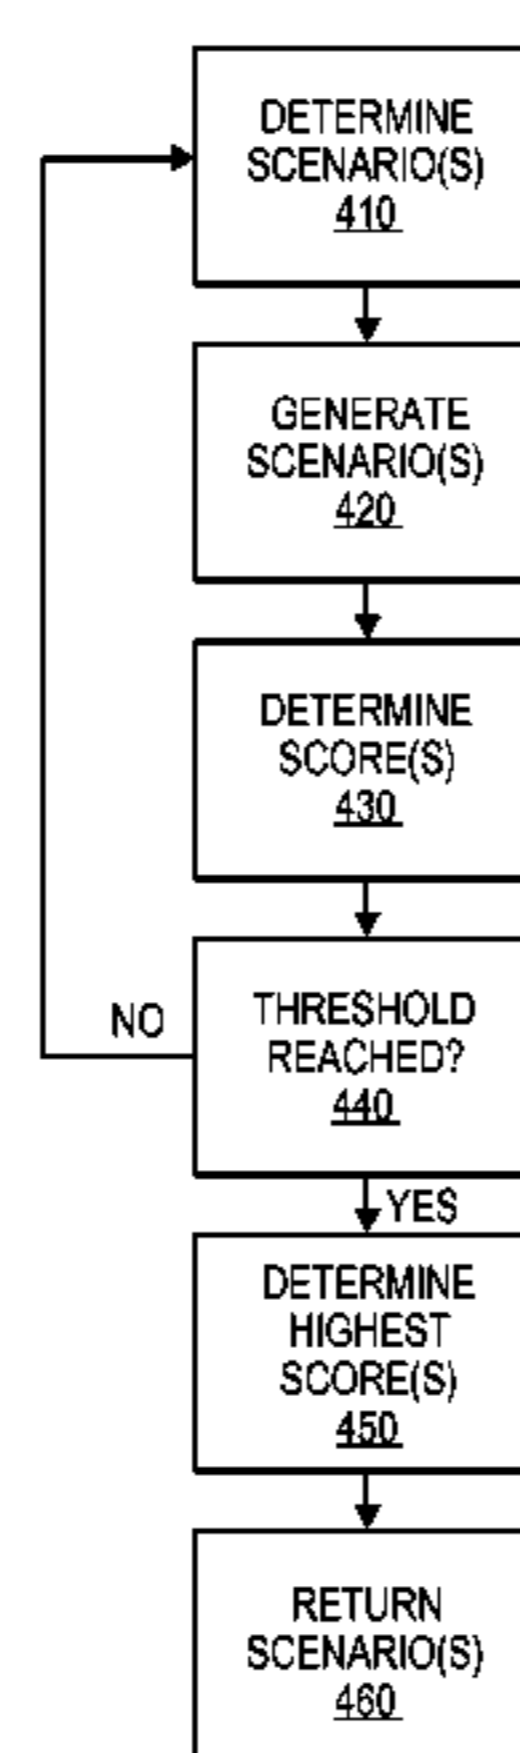 DETERMINE
SCENARIO(S)
410
GENERATE
SCENARIO(S)
420
DETERMINE
SCORE(S)
430
NO
THRESHOLD
REACHED?
440
YES
DETERMINE
HIGHEST
SCORE(S)
450
RETURN
SCENARIO(S)
460